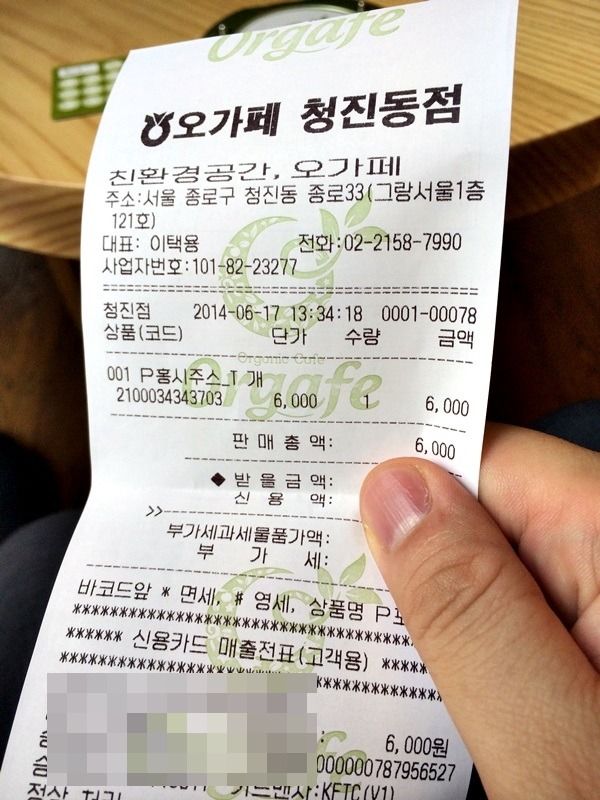 Orgafe
오가페 청진동점
친환경공간, 오가페
주소:서울 종로구 청진동 종로33(그랑서울1층
121호)
대표: 이택용 전화:02-2158-7990
사업자번호:101-82-23277
청진점 2014-06-17 13:34:18 0001-00078
상품(코드) 단가 수량 금액
Organic Cafe
Orgafe
001 P홍시주스_T 개
2100034343703 6,000 1 6,000
판매총액: 6,000
◆ 받을금액:
신용액:
>>
부가세과세물품가액:
부가세:
바코드앞 * 면세, # 영세, 상품명 P
****** 신용카드 매출전표(고객용) *****
6,000원
000000787956527
:KFTC(V1)